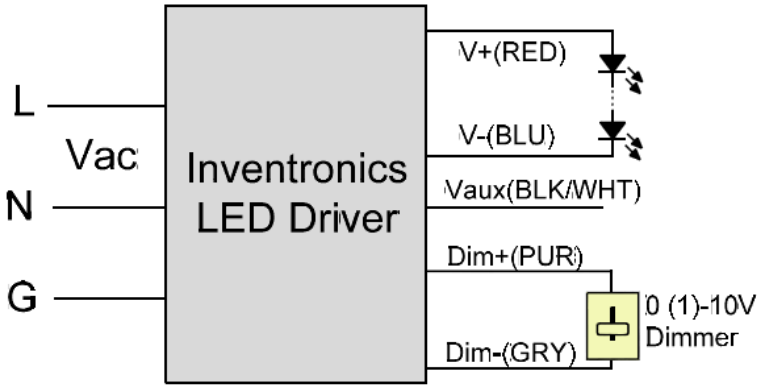 L
Vac
N
G
Inventronics
LED Driver
V+(RED)
V-(BLU)
Vaux(BLK/WHT)
Dim+(PUR)
Dim-(GRY)
0 (1)-10V
Dimmer